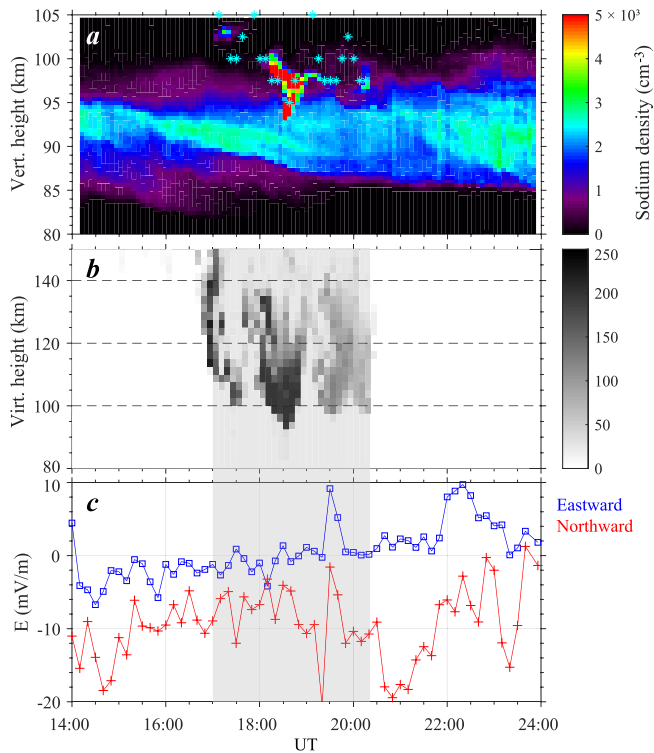 a
105
100
95
90
85
80
Vert. height (km)
5 × 10³
4
3
2
1
0
Sodium density (cm⁻³)
b
140
120
100
80
Virt. height (km)
250
200
150
100
50
0
c
10
0
-10
-20
E (mV/m)
Eastward
Northward
14:00 16:00 18:00 20:00 22:00 24:00
UT